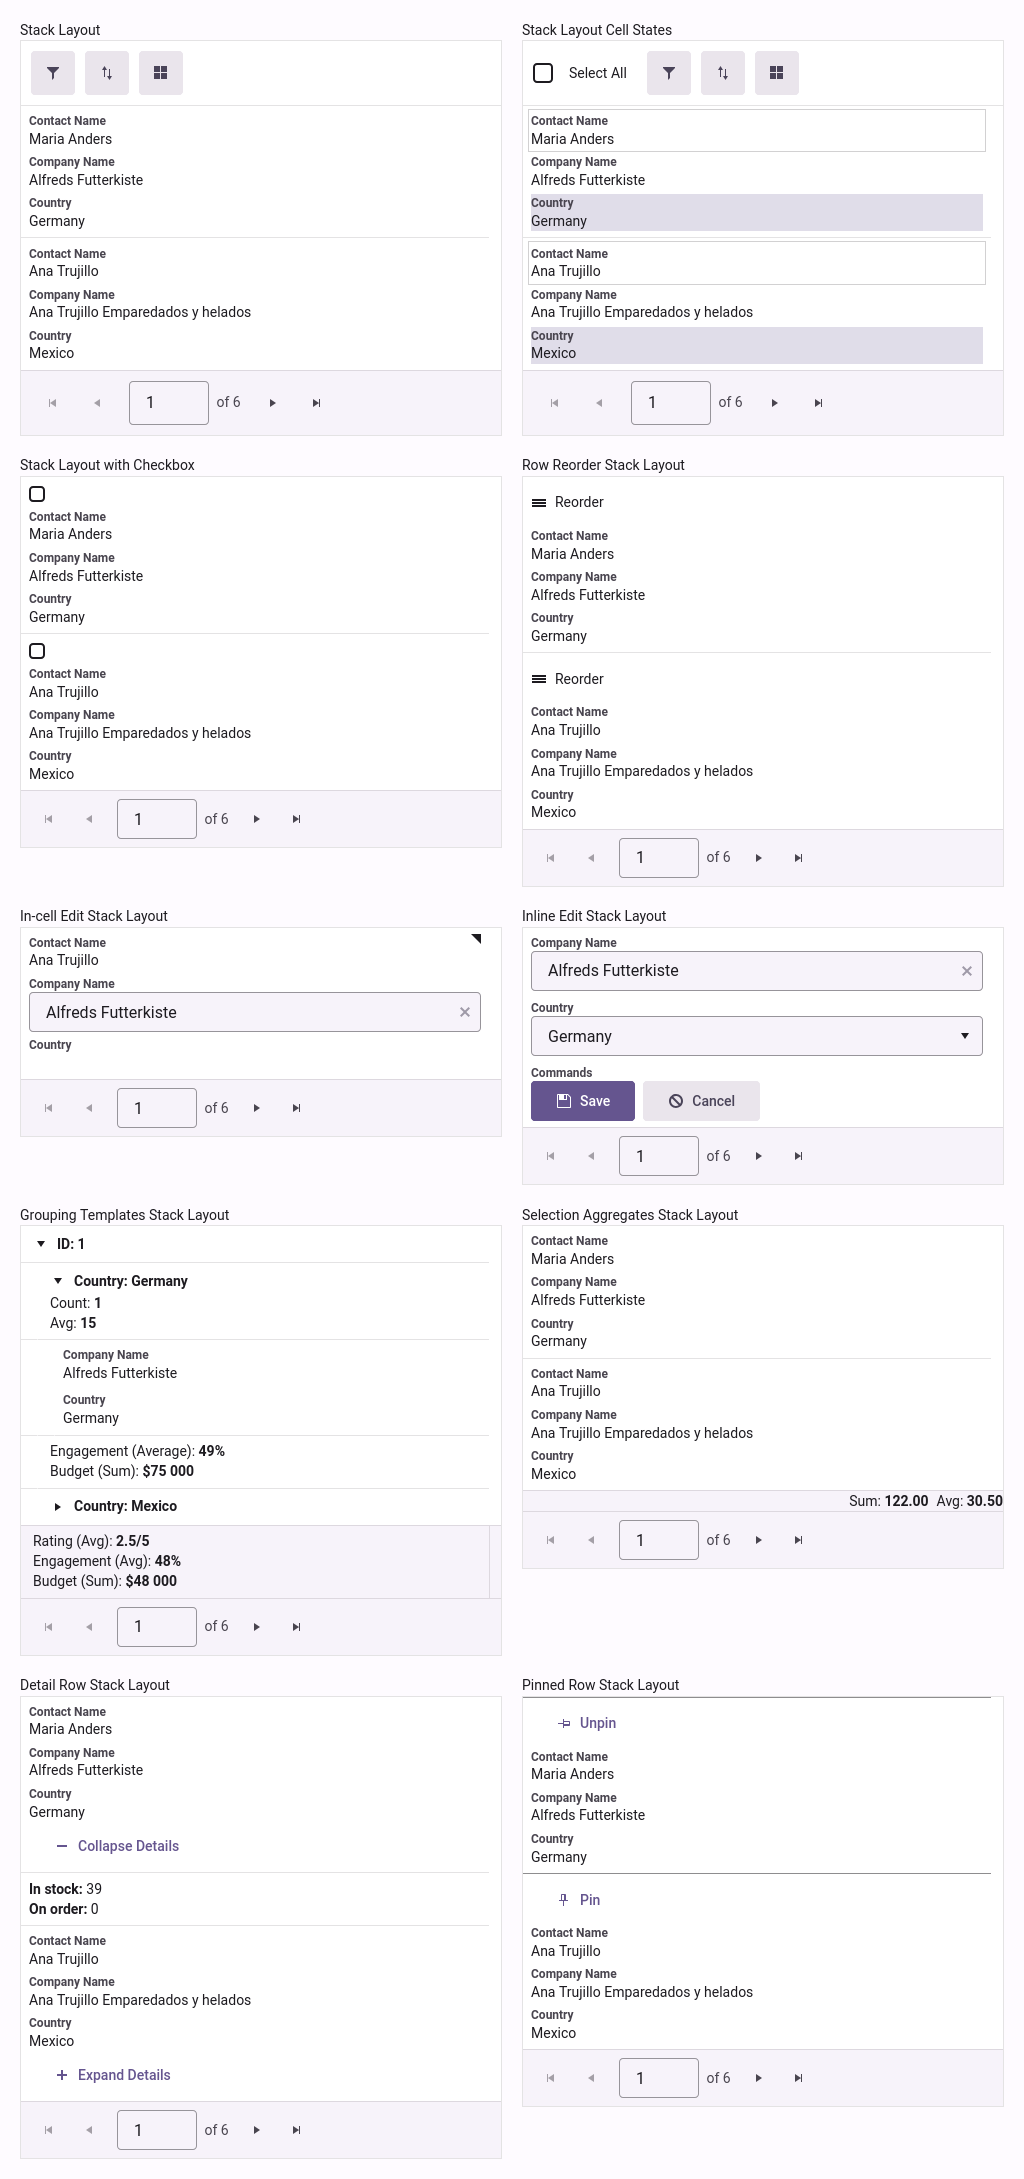 Stack Layout
Contact Name
Maria Anders
Company Name
Alfreds Futterkiste
Country
Germany
Contact Name
Ana Trujillo
Company Name
Ana Trujillo Emparedados y helados
Country
Mexico
1 of 6
Stack Layout Cell States
Select All
Contact Name
Maria Anders
Company Name
Alfreds Futterkiste
Country
Germany
Contact Name
Ana Trujillo
Company Name
Ana Trujillo Emparedados y helados
Country
Mexico
1 of 6
Stack Layout with Checkbox
Contact Name
Maria Anders
Company Name
Alfreds Futterkiste
Country
Germany
Contact Name
Ana Trujillo
Company Name
Ana Trujillo Emparedados y helados
Country
Mexico
1 of 6
Row Reorder Stack Layout
Reorder
Contact Name
Maria Anders
Company Name
Alfreds Futterkiste
Country
Germany
Reorder
Contact Name
Ana Trujillo
Company Name
Ana Trujillo Emparedados y helados
Country
Mexico
1 of 6
In-cell Edit Stack Layout
Contact Name
Ana Trujillo
Company Name
Alfreds Futterkiste
Country
1 of 6
Inline Edit Stack Layout
Company Name
Alfreds Futterkiste
Country
Germany
Commands
Save Cancel
1 of 6
Grouping Templates Stack Layout
ID: 1
Country: Germany
Count: 1
Avg: 15
Company Name
Alfreds Futterkiste
Country
Germany
Engagement (Average): 49%
Budget (Sum): $75 000
Country: Mexico
Rating (Avg): 2.5/5
Engagement (Avg): 48%
Budget (Sum): $48 000
1 of 6
Selection Aggregates Stack Layout
Contact Name
Maria Anders
Company Name
Alfreds Futterkiste
Country
Germany
Contact Name
Ana Trujillo
Company Name
Ana Trujillo Emparedados y helados
Country
Mexico
Sum: 122.00 Avg: 30.50
1 of 6
Detail Row Stack Layout
Contact Name
Maria Anders
Company Name
Alfreds Futterkiste
Country
Germany
Collapse Details
In stock: 39
On order: 0
Contact Name
Ana Trujillo
Company Name
Ana Trujillo Emparedados y helados
Country
Mexico
Expand Details
1 of 6
Pinned Row Stack Layout
Unpin
Contact Name
Maria Anders
Company Name
Alfreds Futterkiste
Country
Germany
Pin
Contact Name
Ana Trujillo
Company Name
Ana Trujillo Emparedados y helados
Country
Mexico
1 of 6